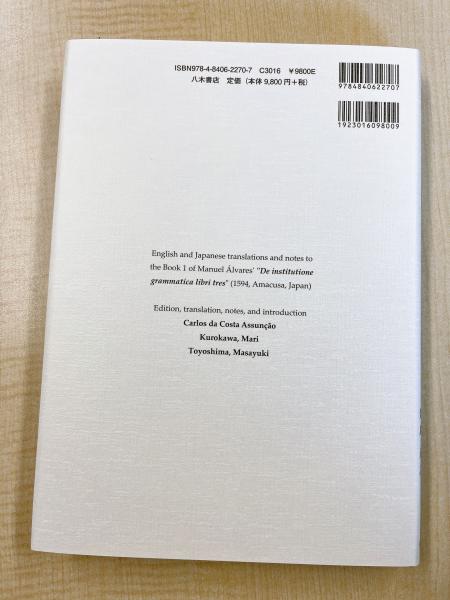 ISBN978-4-8406-2270-7 C3016 ￥9800E
八木書店 定価（本体 9,800 円＋税）
9784840622707
1923016098009
English and Japanese translations and notes to
the Book 1 of Manuel Álvares' "De institutione
grammatica libri tres" (1594, Amacusa, Japan)
Edition, translation, notes, and introduction
Carlos da Costa Assunção
Kurokawa, Mari
Toyoshima, Masayuki